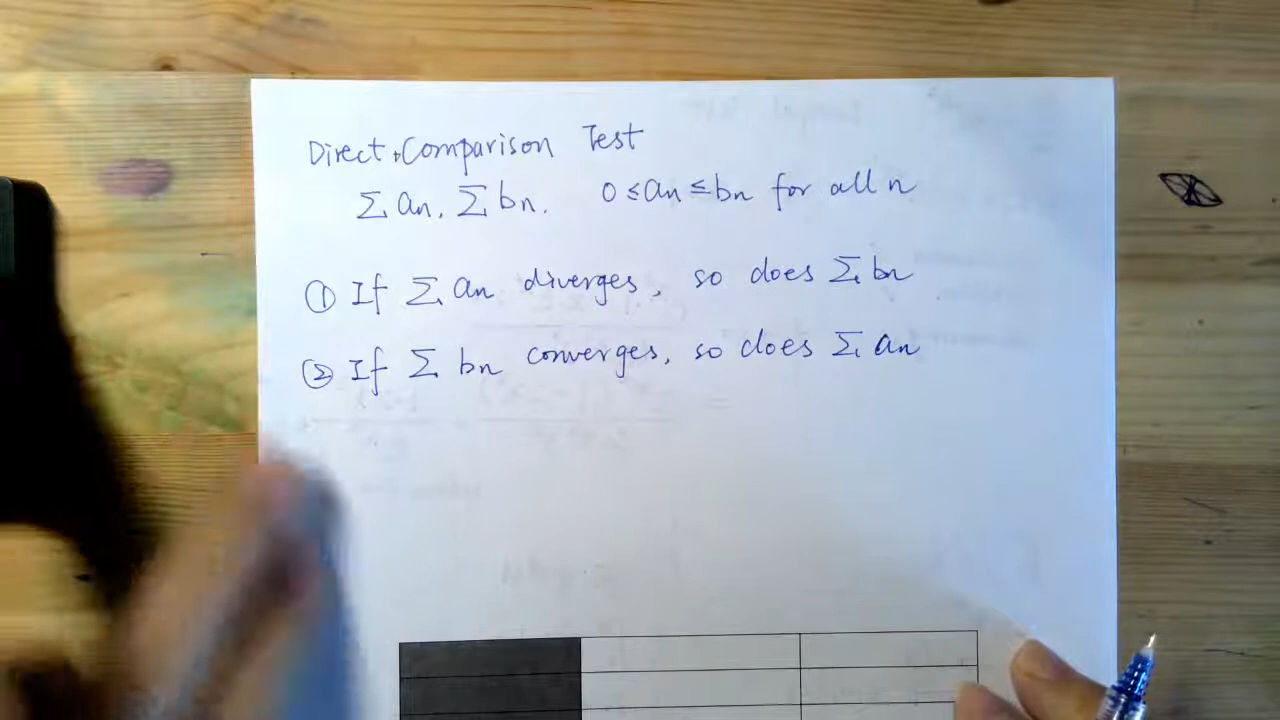 Direct Comparison Test
Σ an, Σ bn. 0 ≤ an ≤ bn for all n
① If Σ an diverges, so does Σ bn
② If Σ bn converges, so does Σ an